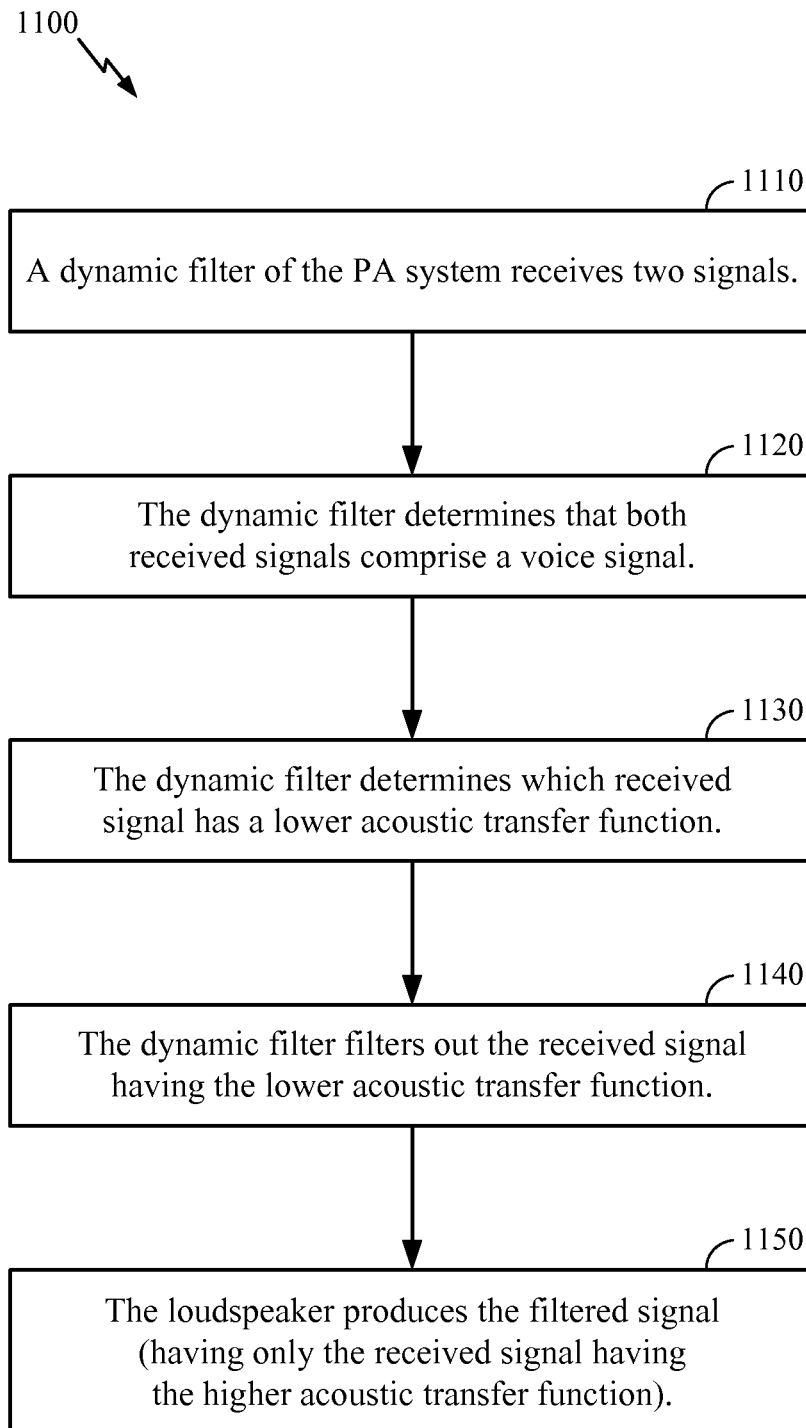 1100
1110
A dynamic filter of the PA system receives two signals.
1120
The dynamic filter determines that both
received signals comprise a voice signal.
1130
The dynamic filter determines which received
signal has a lower acoustic transfer function.
1140
The dynamic filter filters out the received signal
having the lower acoustic transfer function.
1150
The loudspeaker produces the filtered signal
(having only the received signal having
the higher acoustic transfer function).